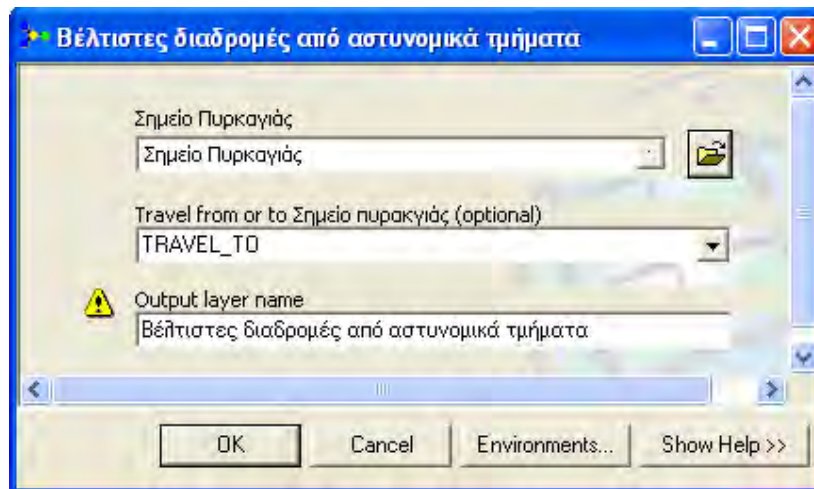 Βέλτιστες διαδρομές από αστυνομικά τμήματα
Σημείο Πυρκαγιάς
Σημείο Πυρκαγιάς
Travel from or to Σημείο πυρακγιάς (optional)
TRAVEL_TO
Output layer name
Βέλτιστες διαδρομές από αστυνομικά τμήματα
OK Cancel Environments... Show Help >>